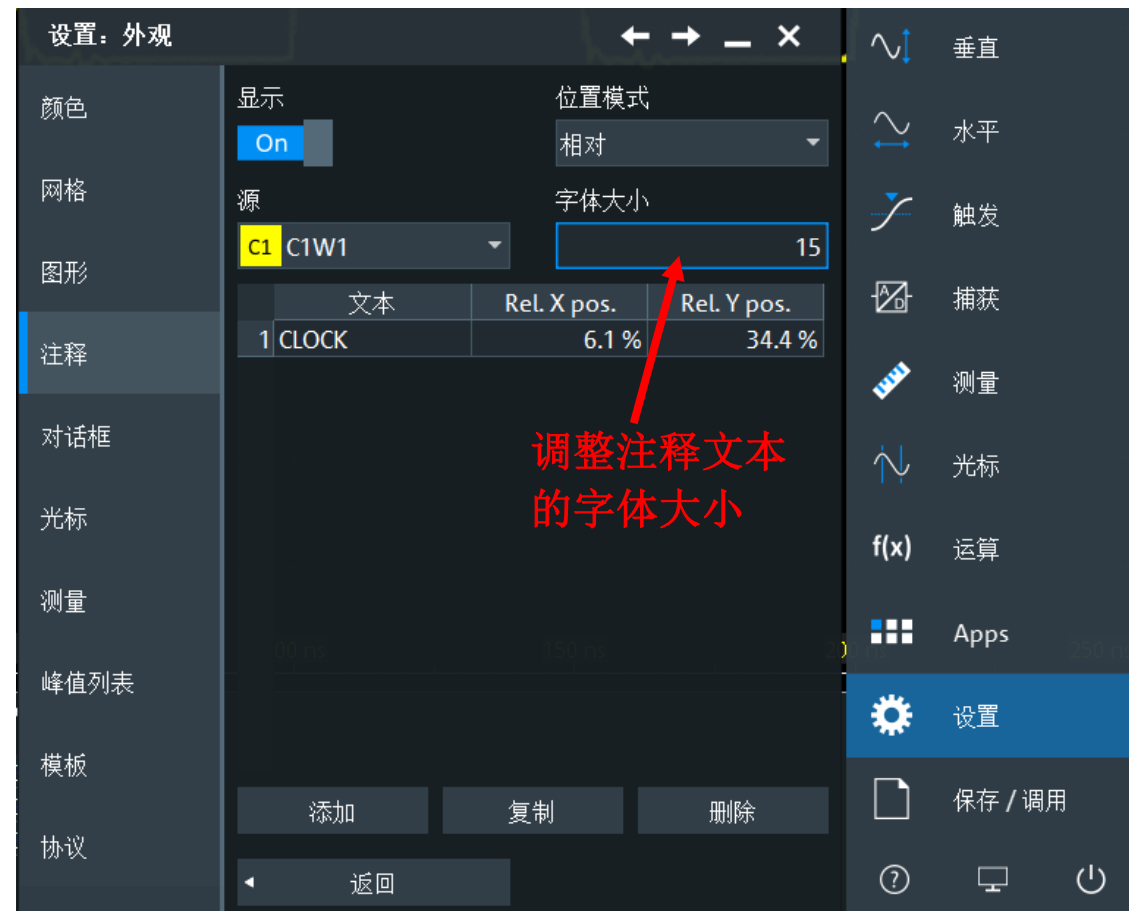 设置：外观
颜色
网格
图形
注释
对话框
光标
测量
峰值列表
模板
协议
显示
On
位置模式
相对
源
C1 C1W1
字体大小
15
文本 Rel. X pos. Rel. Y pos.
1 CLOCK 6.1 % 34.4 %
调整注释文本
的字体大小
150 ns
添加 复制 删除
返回
垂直
水平
触发
A/D 捕获
测量
光标
f(x) 运算
Apps
设置
保存 / 调用
?